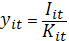 y_it = I_it / K_it